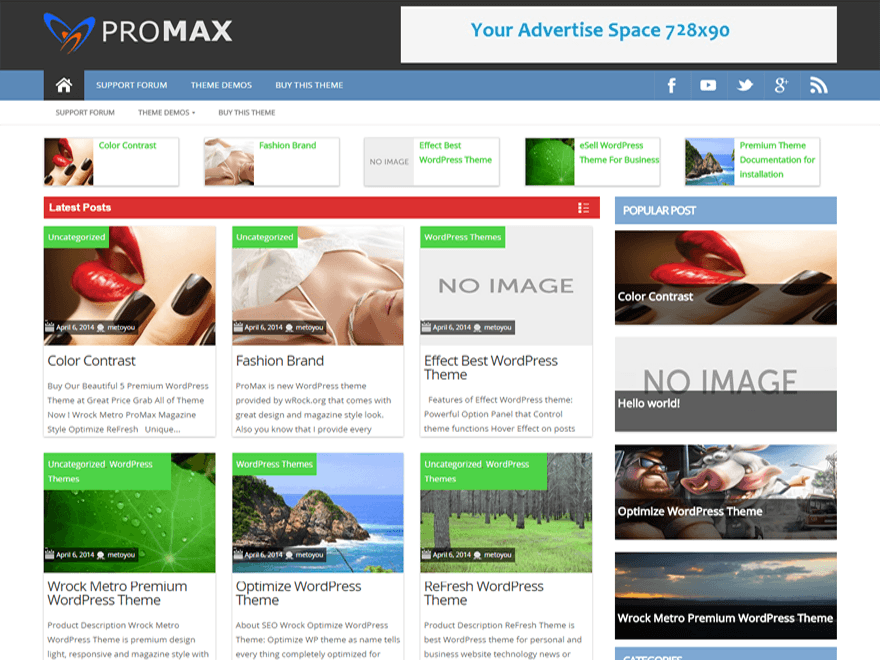 PROMAX
Your Advertise Space 728x90
SUPPORT FORUM THEME DEMOS BUY THIS THEME
SUPPORT FORUM THEME DEMOS BUY THIS THEME
Color Contrast
Fashion Brand
NO IMAGE
Effect Best
WordPress Theme
eSell WordPress
Theme For Business
Premium Theme
Documentation for
installation
Latest Posts
POPULAR POST
Uncategorized
April 6, 2014 metoyou
Color Contrast
Buy Our Beautiful 5 Premium WordPress
Theme at Great Price Grab All of Theme
Now ! Wrock Metro ProMax Magazine
Style Optimize ReFresh Unique...
Uncategorized
April 6, 2014 metoyou
Fashion Brand
ProMax is new WordPress theme
provided by wRock.org that comes with
great design and magazine style look.
Also you know that I provide every
WordPress Themes
NO IMAGE
April 6, 2014 metoyou
Effect Best WordPress
Theme
Features of Effect WordPress theme:
Powerful Option Panel that Control
theme functions Hover Effect on posts
Uncategorized WordPress
Themes
April 6, 2014 metoyou
Wrock Metro Premium
WordPress Theme
Product Description Wrock Metro
WordPress Theme is premium design
light, responsive and magazine style with
WordPress Themes
April 6, 2014 metoyou
Optimize WordPress
Theme
About SEO Wrock Optimize WordPress
Theme: Optimize WP theme as name tells
every thing completely optimized for
Uncategorized WordPress
Themes
April 6, 2014 metoyou
ReFresh WordPress
Theme
Product Description ReFresh Theme is
best WordPress theme for personal and
business website technology news or
Color Contrast
NO IMAGE
Hello world!
Optimize WordPress Theme
Wrock Metro Premium WordPress Theme
CATEGORIES